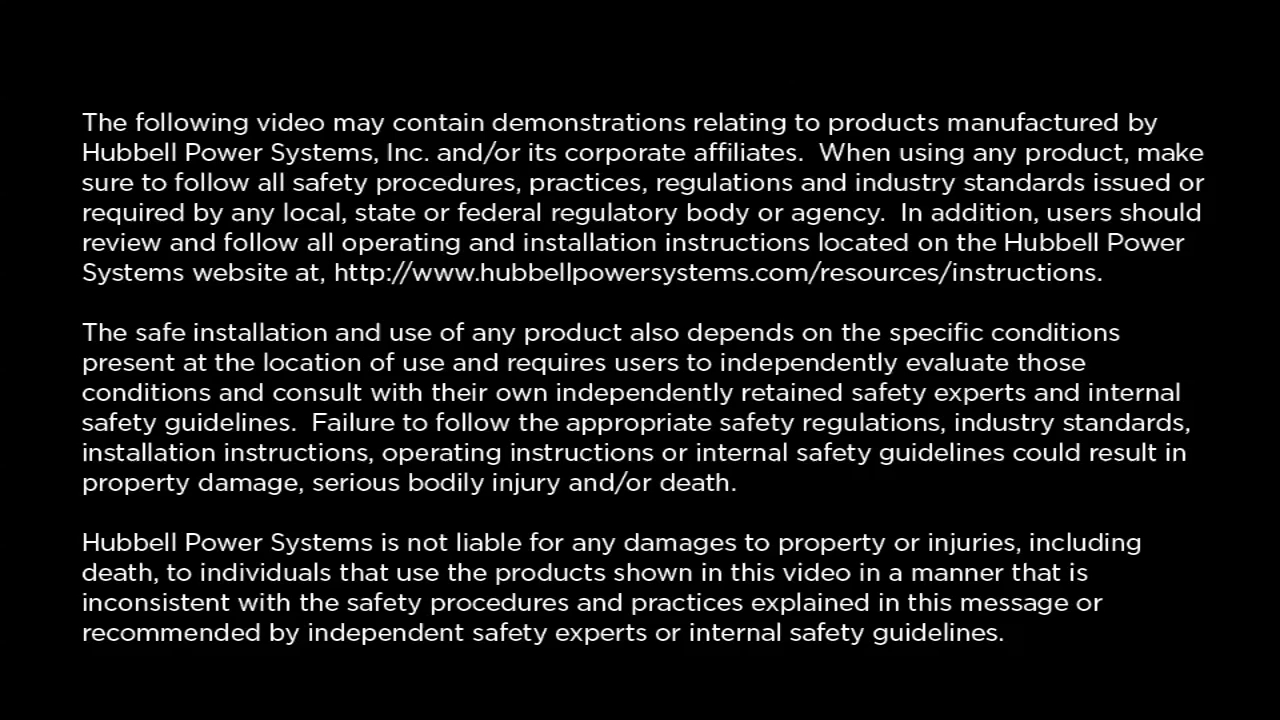 The following video may contain demonstrations relating to products manufactured by
Hubbell Power Systems, Inc. and/or its corporate affiliates.  When using any product, make
sure to follow all safety procedures, practices, regulations and industry standards issued or
required by any local, state or federal regulatory body or agency.  In addition, users should
review and follow all operating and installation instructions located on the Hubbell Power
Systems website at, http://www.hubbellpowersystems.com/resources/instructions.

The safe installation and use of any product also depends on the specific conditions
present at the location of use and requires users to independently evaluate those
conditions and consult with their own independently retained safety experts and internal
safety guidelines.  Failure to follow the appropriate safety regulations, industry standards,
installation instructions, operating instructions or internal safety guidelines could result in
property damage, serious bodily injury and/or death.

Hubbell Power Systems is not liable for any damages to property or injuries, including
death, to individuals that use the products shown in this video in a manner that is
inconsistent with the safety procedures and practices explained in this message or
recommended by independent safety experts or internal safety guidelines.